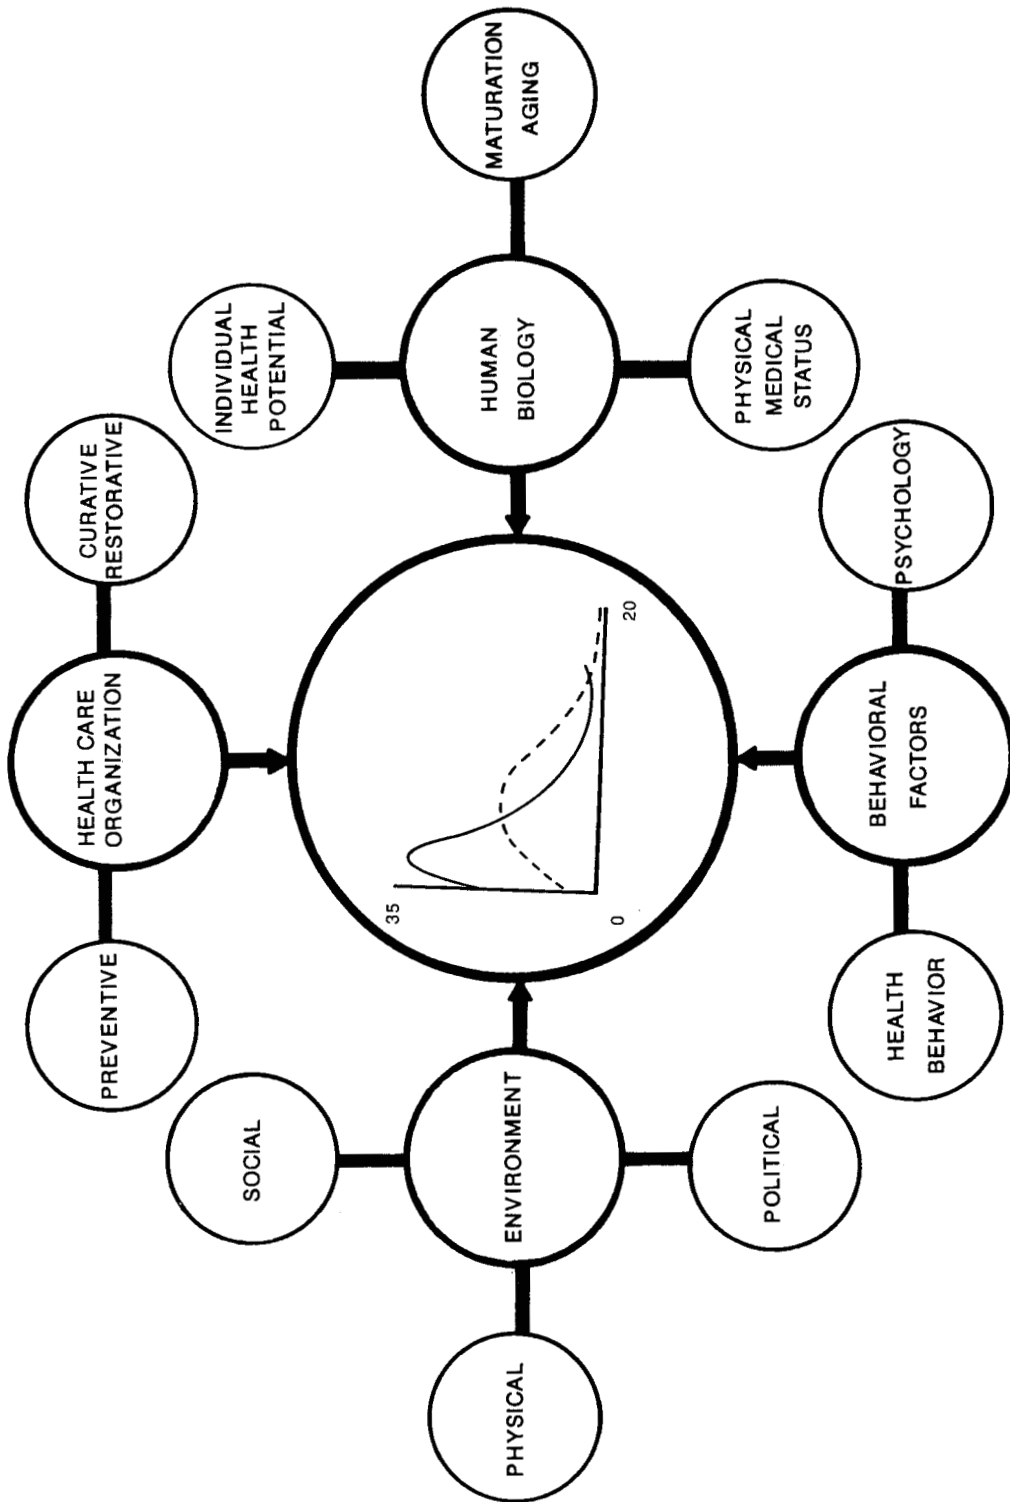 PREVENTIVE
HEALTH CARE
ORGANIZATION
CURATIVE
RESTORATIVE
SOCIAL
INDIVIDUAL
HEALTH
POTENTIAL
PHYSICAL
ENVIRONMENT
35
0
20
HUMAN
BIOLOGY
MATURATION
AGING
POLITICAL
PHYSICAL
MEDICAL
STATUS
HEALTH
BEHAVIOR
BEHAVIORAL
FACTORS
PSYCHOLOGY